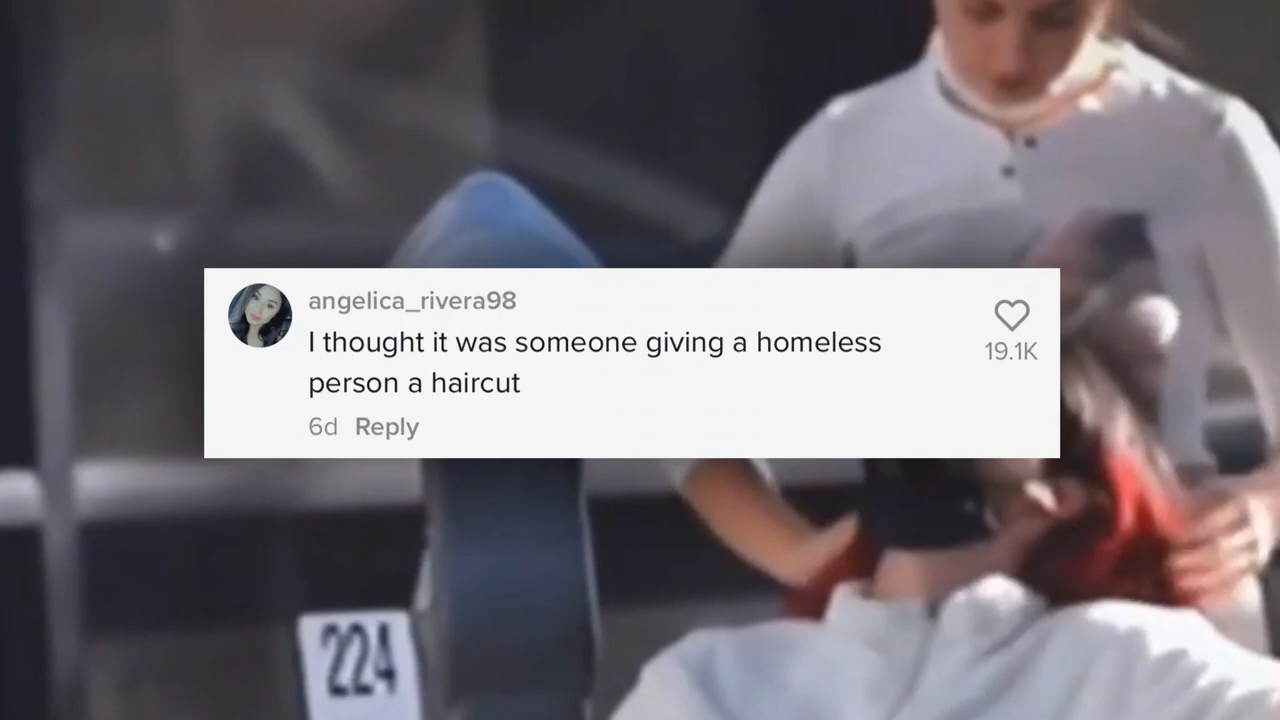 angelica_rivera98
I thought it was someone giving a homeless
person a haircut
19.1K
6d Reply
224